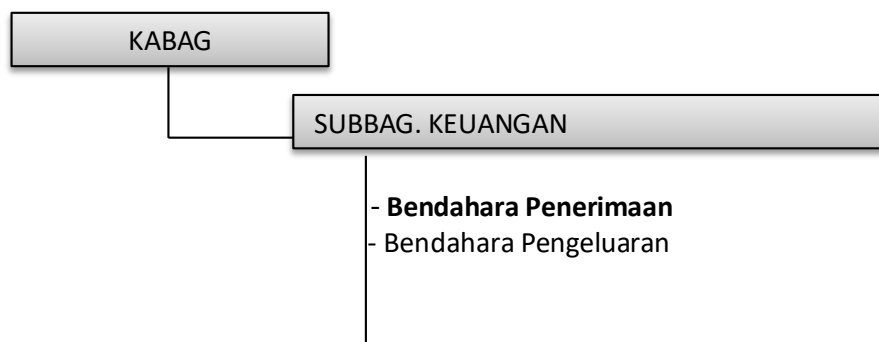 KABAG
SUBBAG. KEUANGAN
- Bendahara Penerimaan
- Bendahara Pengeluaran